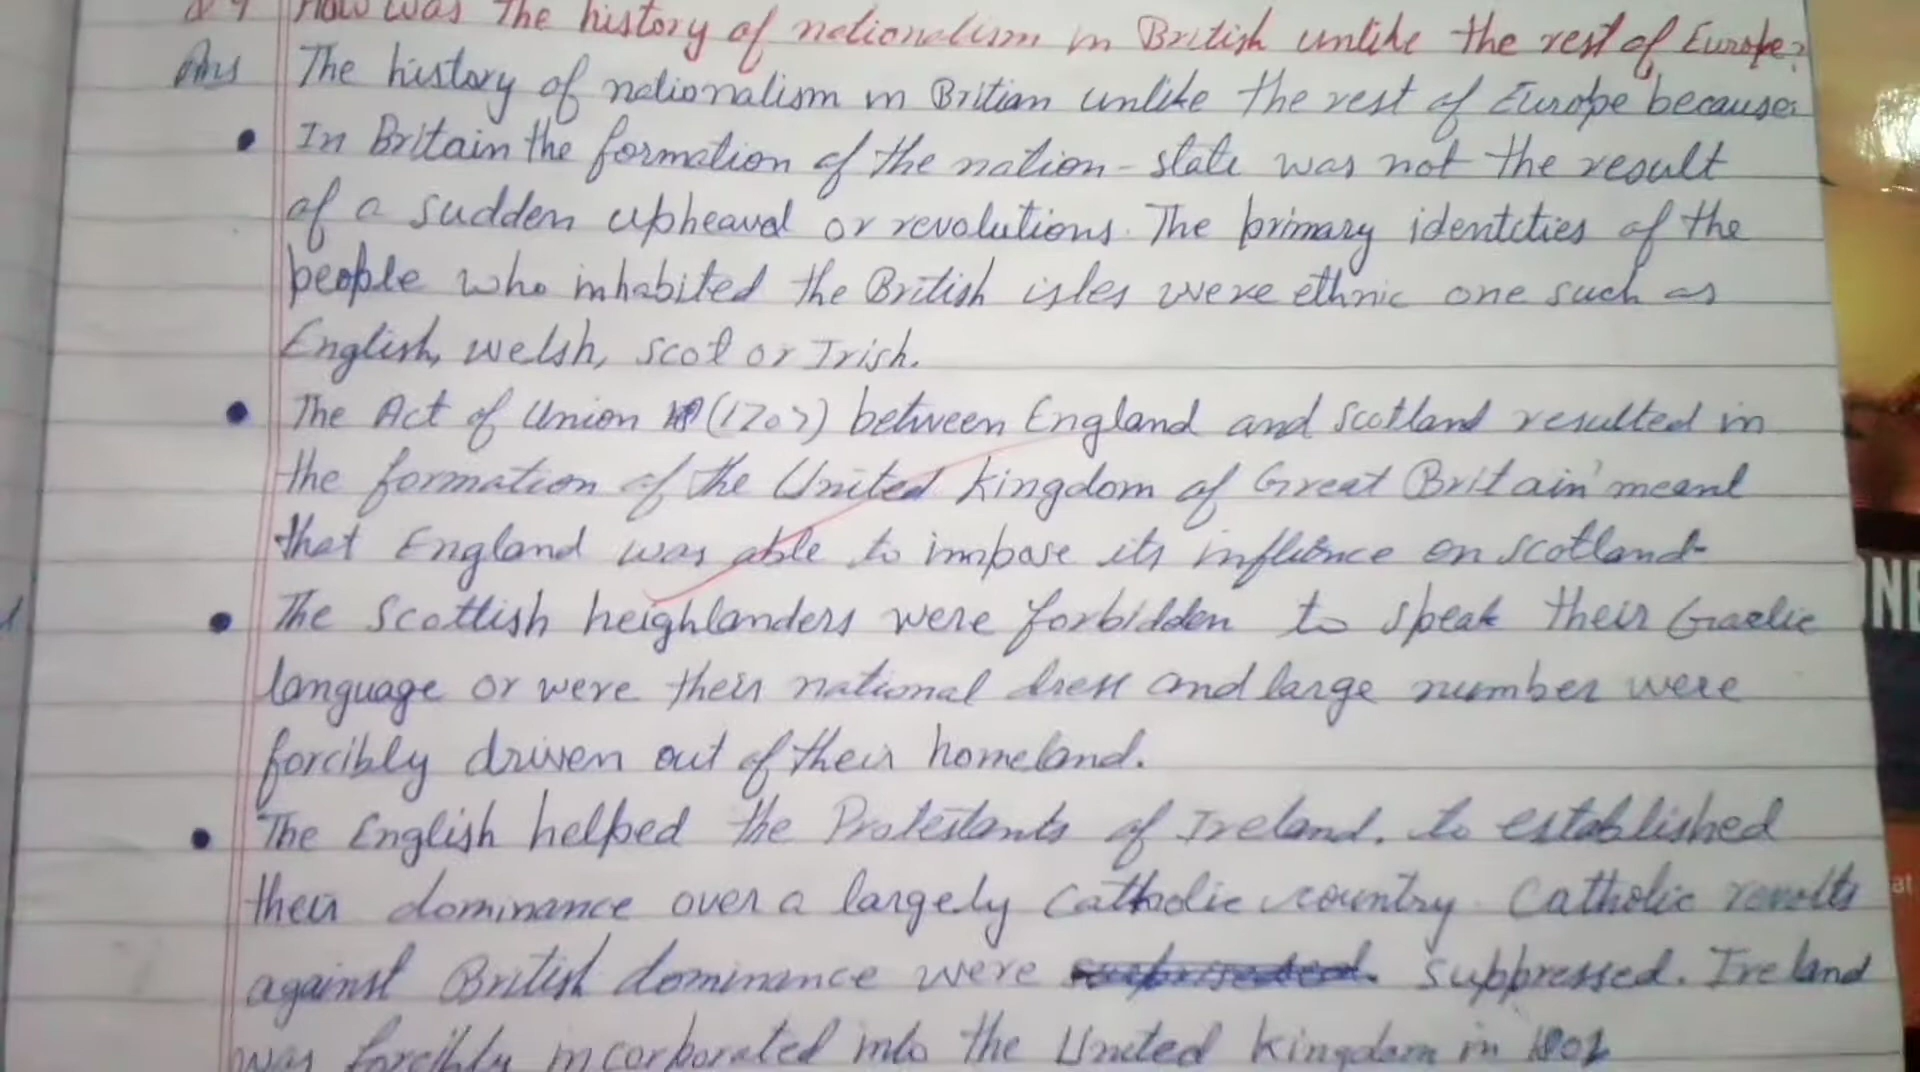 Q 4 How was the history of nationalism in British unlike the rest of Europe?
Ans The history of nationalism in Britian unlike the rest of Europe because
• In Britain the formation of the nation-state was not the result
of a sudden upheaval or revolutions. The primary identities of the
people who inhabited the British isles were ethnic one such as
English, welsh, scot or Irish.
• The Act of Union (1707) between England and Scotland resulted in
the formation of the United kingdom of Great Britain' meant
that England was able to impose its influence on scotland
• The Scottish heighlanders were forbidden to speak their Gaelic
language or were their national dress and large number were
forcibly driven out of their homeland.
• The English helped the Protestants of Ireland. to established
their dominance over a largely Catholic country. Catholic revolts
against British dominance were suppressed. Ireland
was forcibly incorporated into the United kingdom in 1801
NE
at